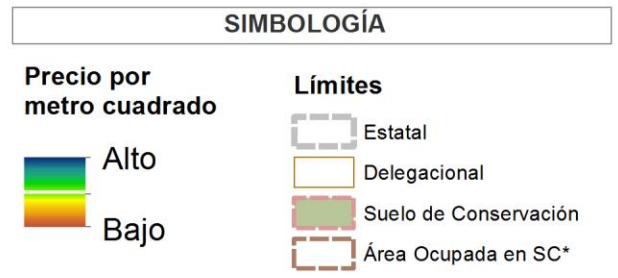 SIMBOLOGÍA
Precio por
metro cuadrado
Alto
Bajo
Límites
Estatal
Delegacional
Suelo de Conservación
Área Ocupada en SC*